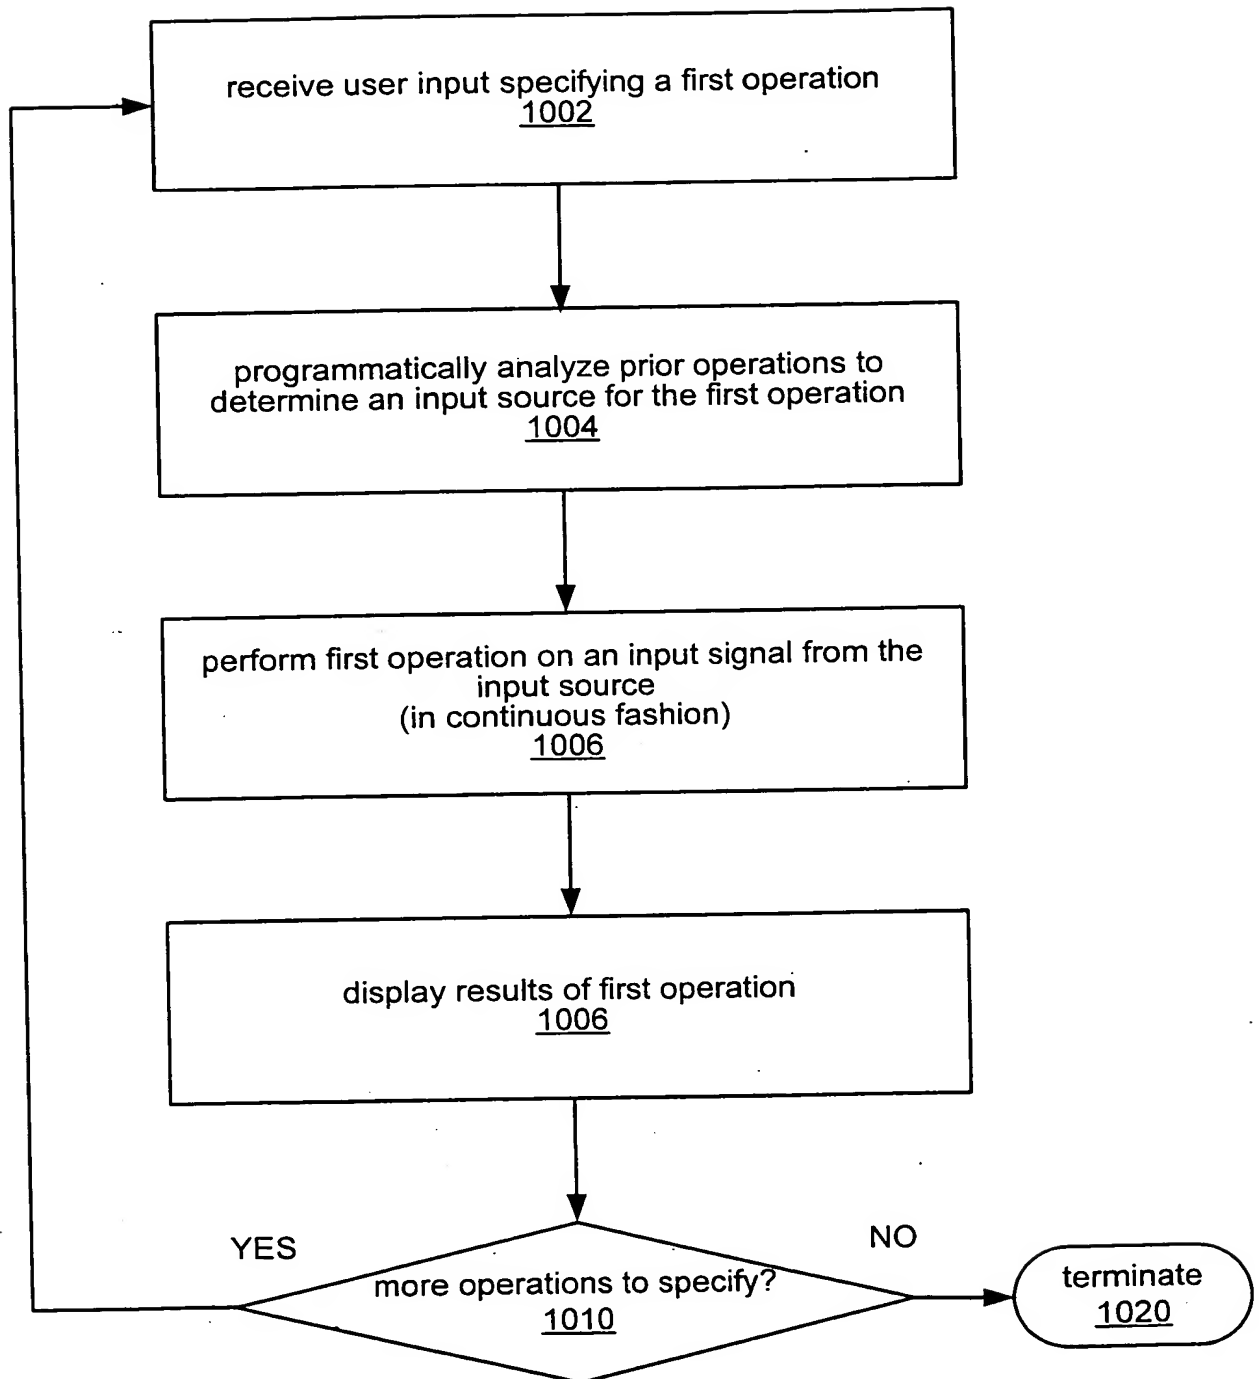 receive user input specifying a first operation
1002
programmatically analyze prior operations to
determine an input source for the first operation
1004
perform first operation on an input signal from the
input source
(in continuous fashion)
1006
display results of first operation
1006
YES
NO
more operations to specify?
1010
terminate
1020